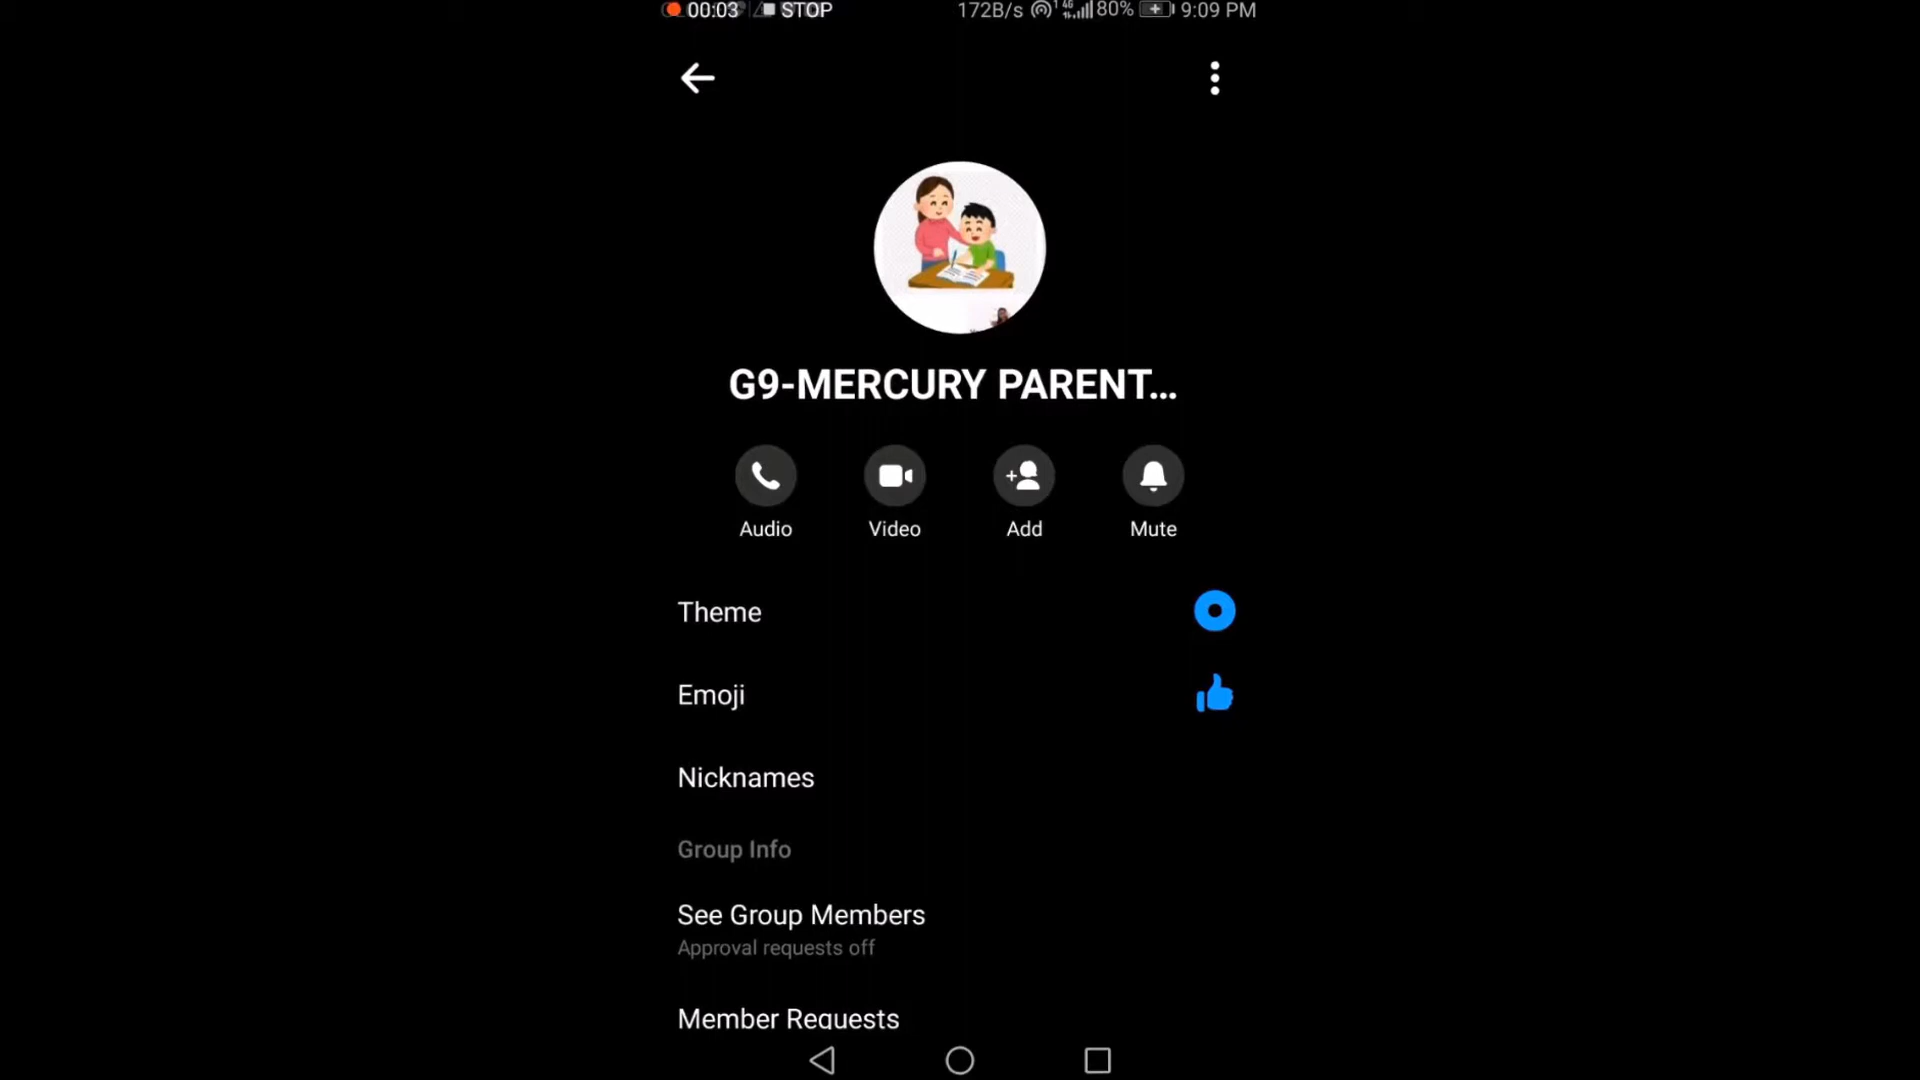 00:03 STOP 172B/s 4G 80% 9:09 PM
G9-MERCURY PARENT...
Audio Video Add Mute
Theme
Emoji
Nicknames
Group Info
See Group Members
Approval requests off
Member Requests